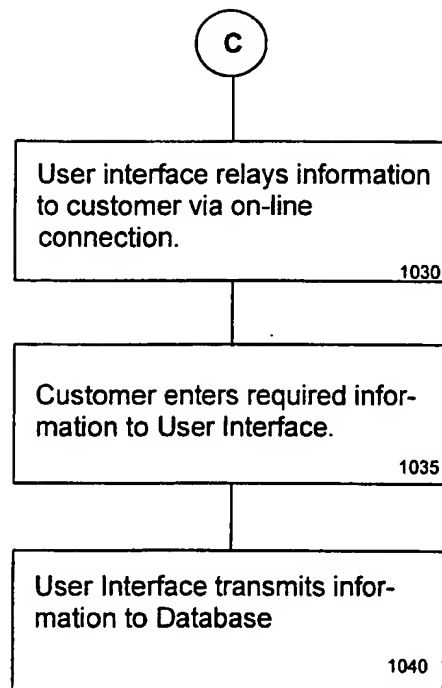 C
User interface relays information
to customer via on-line
connection.
1030
Customer enters required infor-
mation to User Interface.
1035
User Interface transmits infor-
mation to Database
1040